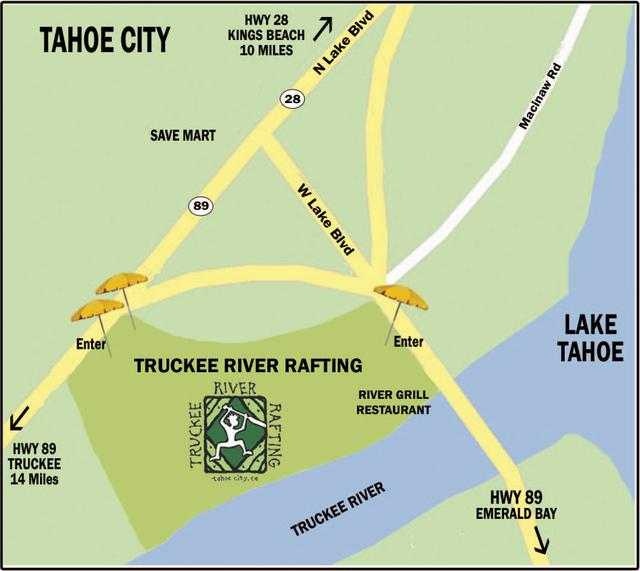 TAHOE CITY
HWY 28
KINGS BEACH
10 MILES
N Lake Blvd
28
Macinaw Rd
SAVE MART
W Lake Blvd
89
LAKE
TAHOE
Enter
Enter
TRUCKEE RIVER RAFTING
RIVER GRILL
RESTAURANT
RIVER
TRUCKEE
RAFTING
tahoe city, ca
HWY 89
TRUCKEE
14 Miles
TRUCKEE RIVER
HWY 89
EMERALD BAY